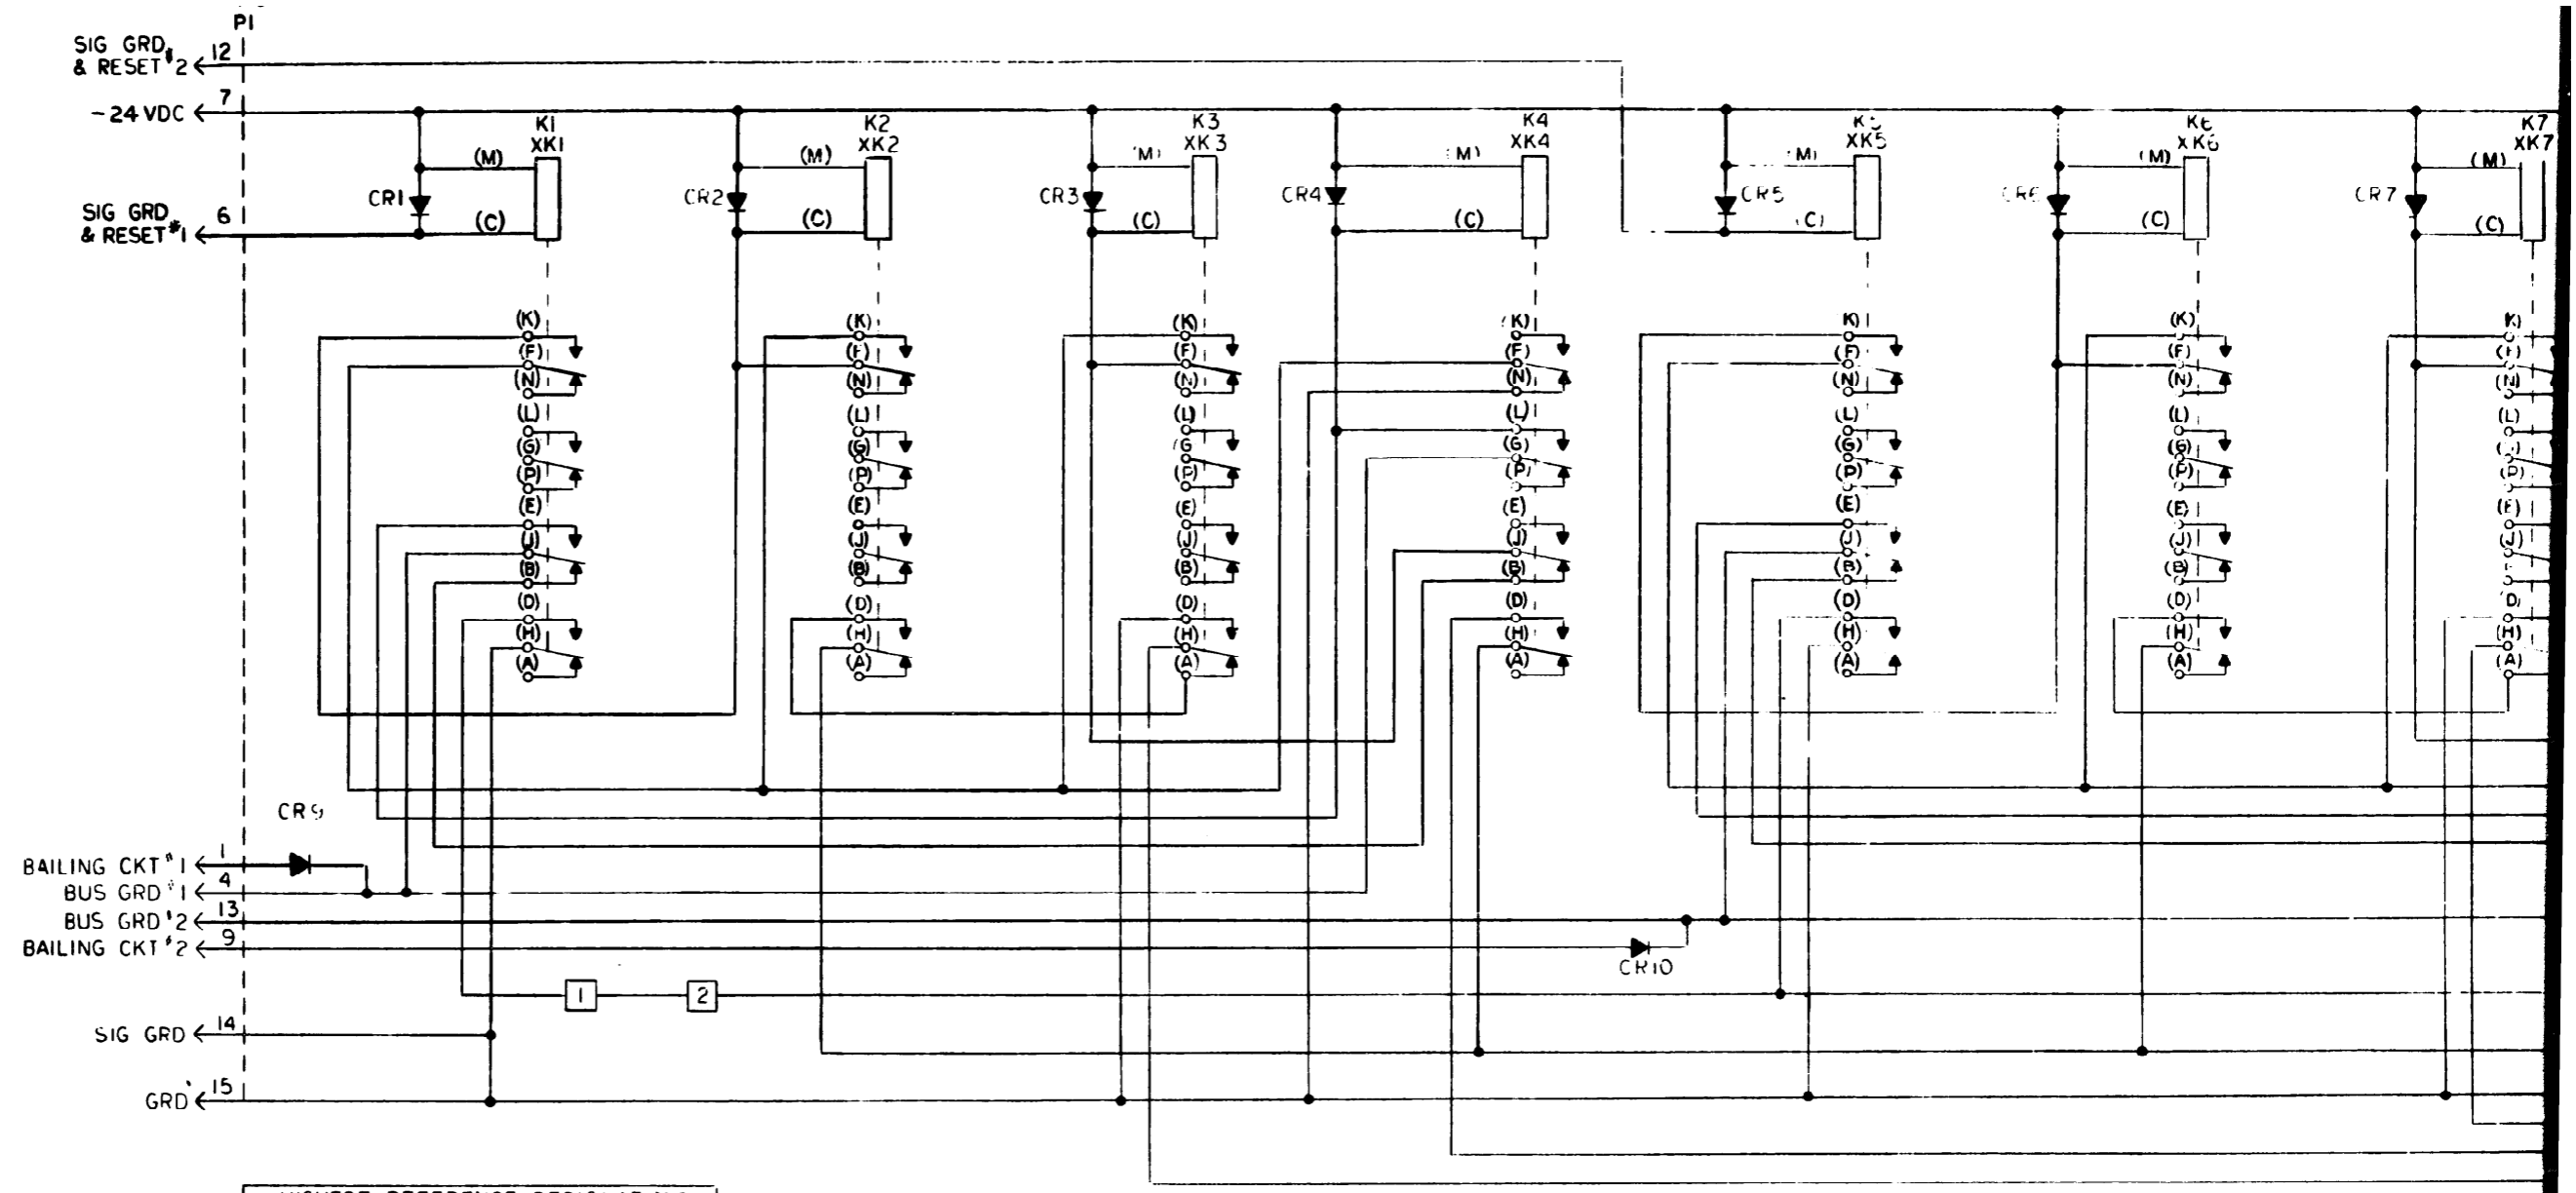 P1
SIG GRD
& RESET #2
12
-24 VDC
7
SIG GRD
& RESET #1
6
K1
XK1
(M)
CR1
(C)
K2
XK2
(M)
CR2
(C)
K3
XK3
(M)
CR3
(C)
K4
XK4
(M)
CR4
(C)
K5
XK5
(M)
CR5
(C)
XK6
(M)
CR6
(C)
K7
XK7
(M)
CR7
(C)
(K)
(F)
(N)
(L)
(G)
(P)
(E)
(J)
(B)
(D)
(H)
(A)
(K)
(F)
(N)
(L)
(G)
(P)
(E)
(J)
(B)
(D)
(H)
(A)
(K)
(F)
(N)
(L)
(G
(P)
(E)
(J)
(B)
(D)
(H)
(A)
(K)
(F)
(N)
(L)
(G)
(P)
(E)
(J)
(B)
(D)
(H)
(A)
K)
(F)
(N)
(L)
(G)
(P)
(E)
(J)
(B)
(D)
(H)
(A)
(K)
(F)
(N)
(L)
(G)
(P)
(E)
(J)
(B)
(D)
(H)
(A)
K)
(N)
(L)
(P)
(J)
D)
(H)
(A)
CR9
BAILING CKT #1
1
BUS GRD #1
4
BUS GRD #2
13
BAILING CKT #2
9
CR10
1
2
SIG GRD
14
GRD
15